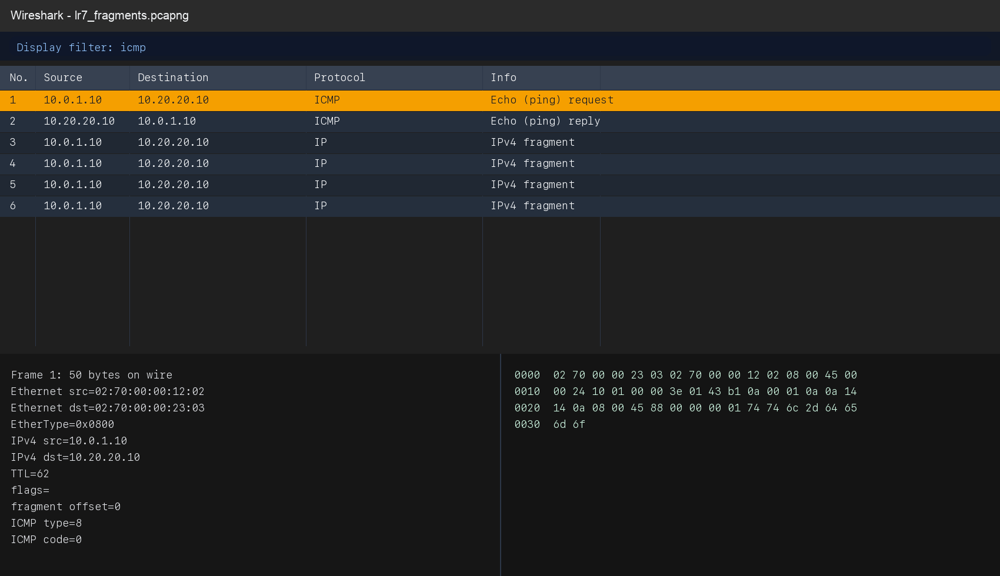 Wireshark - lr7_fragments.pcapng
Display filter: icmp
No. Source Destination Protocol Info
1 10.0.1.10 10.20.20.10 ICMP Echo (ping) request
2 10.20.20.10 10.0.1.10 ICMP Echo (ping) reply
3 10.0.1.10 10.20.20.10 IP IPv4 fragment
4 10.0.1.10 10.20.20.10 IP IPv4 fragment
5 10.0.1.10 10.20.20.10 IP IPv4 fragment
6 10.0.1.10 10.20.20.10 IP IPv4 fragment
Frame 1: 50 bytes on wire
Ethernet src=02:70:00:00:12:02
Ethernet dst=02:70:00:00:23:03
EtherType=0x0800
IPv4 src=10.0.1.10
IPv4 dst=10.20.20.10
TTL=62
flags=
fragment offset=0
ICMP type=8
ICMP code=0
0000 02 70 00 00 23 03 02 70 00 00 12 02 08 00 45 00
0010 00 24 10 01 00 00 3e 01 43 b1 0a 00 01 0a 0a 14
0020 14 0a 08 00 45 88 00 00 00 01 74 74 6c 2d 64 65
0030 6d 6f